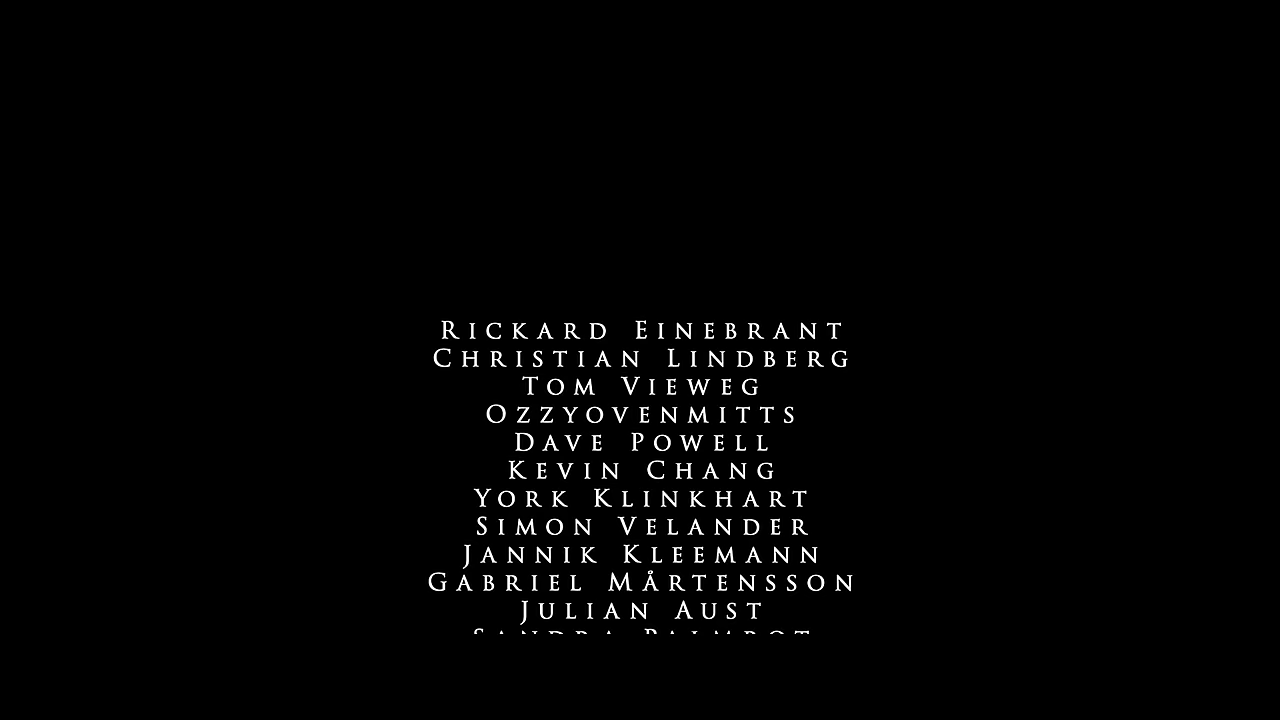 Rickard Einebrant
Christian Lindberg
Tom Vieweg
Ozzyovenmitts
Dave Powell
Kevin Chang
York Klinkhart
Simon Velander
Jannik Kleemann
Gabriel Mårtensson
Julian Aust
Sandra